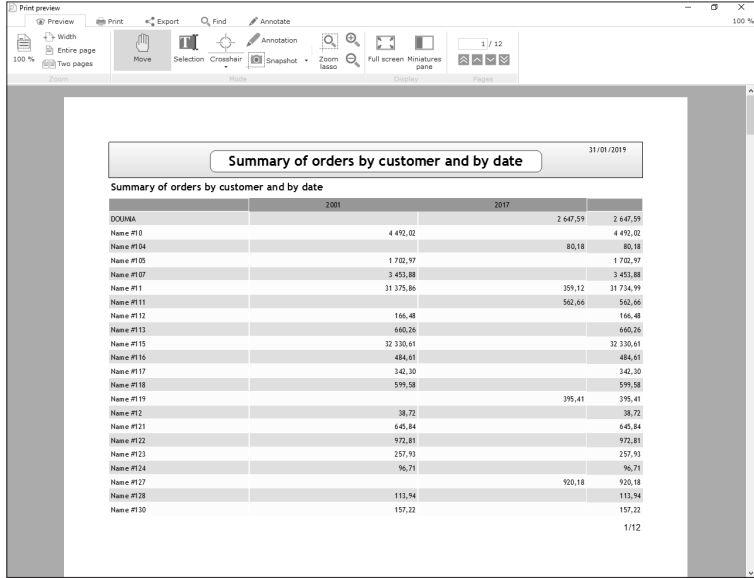 Print preview
Preview Print Export Find Annotate
100 %
100 % Width Entire page Two pages Move Selection Crosshair Annotation Snapshot Zoom lasso Full screen Miniatures pane 1 / 12
Zoom Mode Display Pages
31/01/2019
Summary of orders by customer and by date
Summary of orders by customer and by date
2001 2017
DOUMIA 2 647,59 2 647,59
Name #10 4 492,02 4 492,02
Name #104 80,18 80,18
Name #105 1 702,97 1 702,97
Name #107 3 453,88 3 453,88
Name #11 31 375,86 359,12 31 734,99
Name #111 562,66 562,66
Name #112 166,48 166,48
Name #113 660,26 660,26
Name #115 32 330,61 32 330,61
Name #116 484,61 484,61
Name #117 342,30 342,30
Name #118 599,58 599,58
Name #119 395,41 395,41
Name #12 38,72 38,72
Name #121 645,84 645,84
Name #122 972,81 972,81
Name #123 257,93 257,93
Name #124 96,71 96,71
Name #127 920,18 920,18
Name #128 113,94 113,94
Name #130 157,22 157,22
1/12